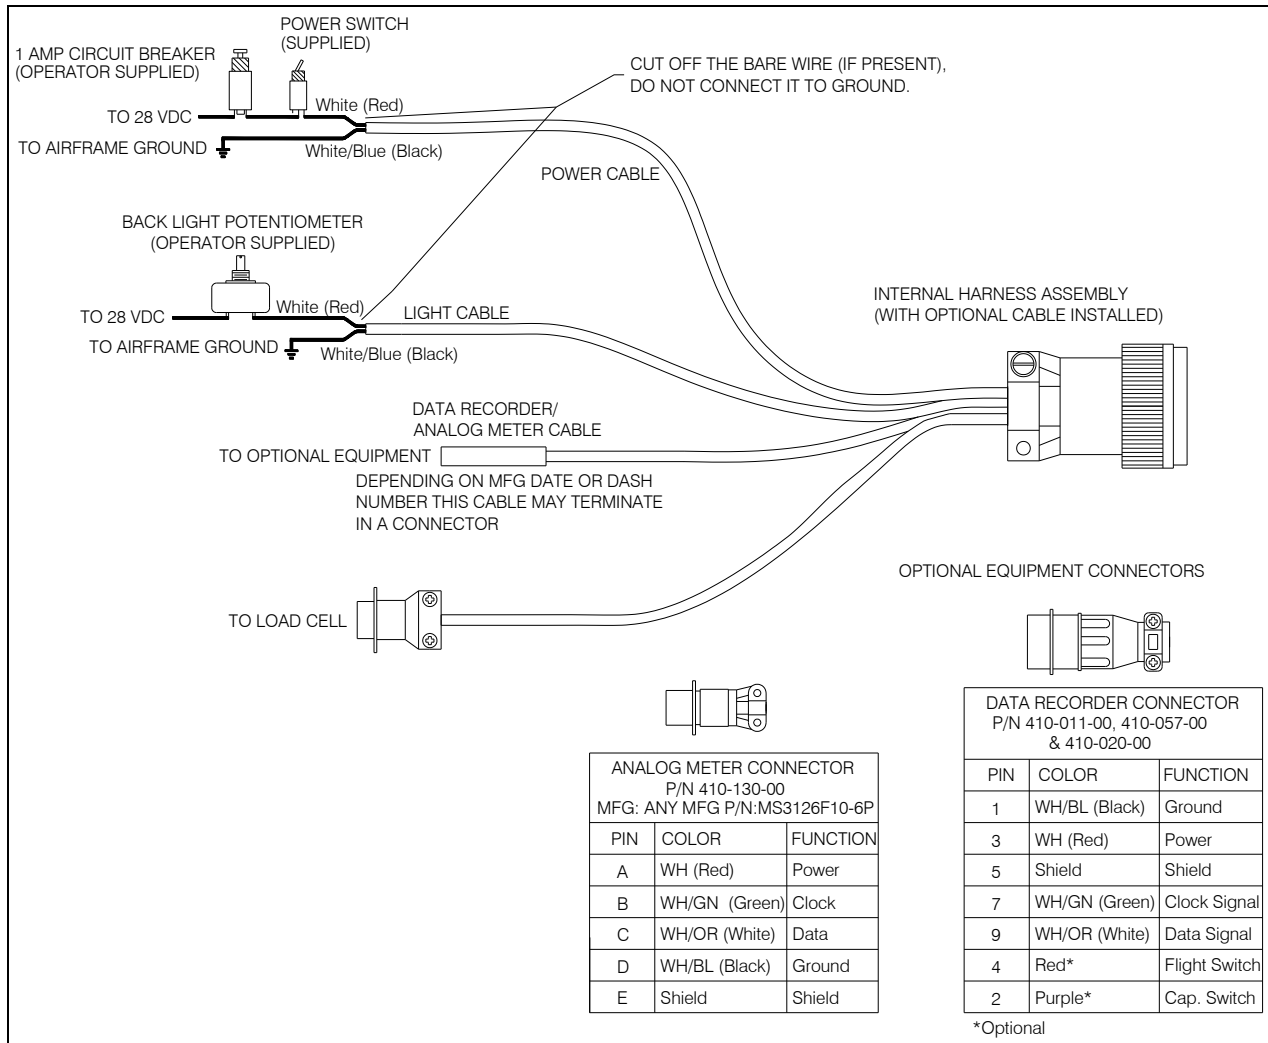 POWER SWITCH
(SUPPLIED)
1 AMP CIRCUIT BREAKER
(OPERATOR SUPPLIED)
CUT OFF THE BARE WIRE (IF PRESENT),
DO NOT CONNECT IT TO GROUND.
White (Red)
TO 28 VDC
TO AIRFRAME GROUND
White/Blue (Black)
POWER CABLE
BACK LIGHT POTENTIOMETER
(OPERATOR SUPPLIED)
INTERNAL HARNESS ASSEMBLY
(WITH OPTIONAL CABLE INSTALLED)
White (Red)
LIGHT CABLE
TO 28 VDC
TO AIRFRAME GROUND
White/Blue (Black)
DATA RECORDER/
ANALOG METER CABLE
TO OPTIONAL EQUIPMENT
DEPENDING ON MFG DATE OR DASH
NUMBER THIS CABLE MAY TERMINATE
IN A CONNECTOR
OPTIONAL EQUIPMENT CONNECTORS
TO LOAD CELL
ANALOG METER CONNECTOR
P/N 410-130-00
MFG: ANY MFG P/N:MS3126F10-6P
PIN COLOR FUNCTION
A WH (Red) Power
B WH/GN (Green) Clock
C WH/OR (White) Data
D WH/BL (Black) Ground
E Shield Shield
DATA RECORDER CONNECTOR
P/N 410-011-00, 410-057-00
& 410-020-00
PIN COLOR FUNCTION
1 WH/BL (Black) Ground
3 WH (Red) Power
5 Shield Shield
7 WH/GN (Green) Clock Signal
9 WH/OR (White) Data Signal
4 Red* Flight Switch
2 Purple* Cap. Switch
*Optional